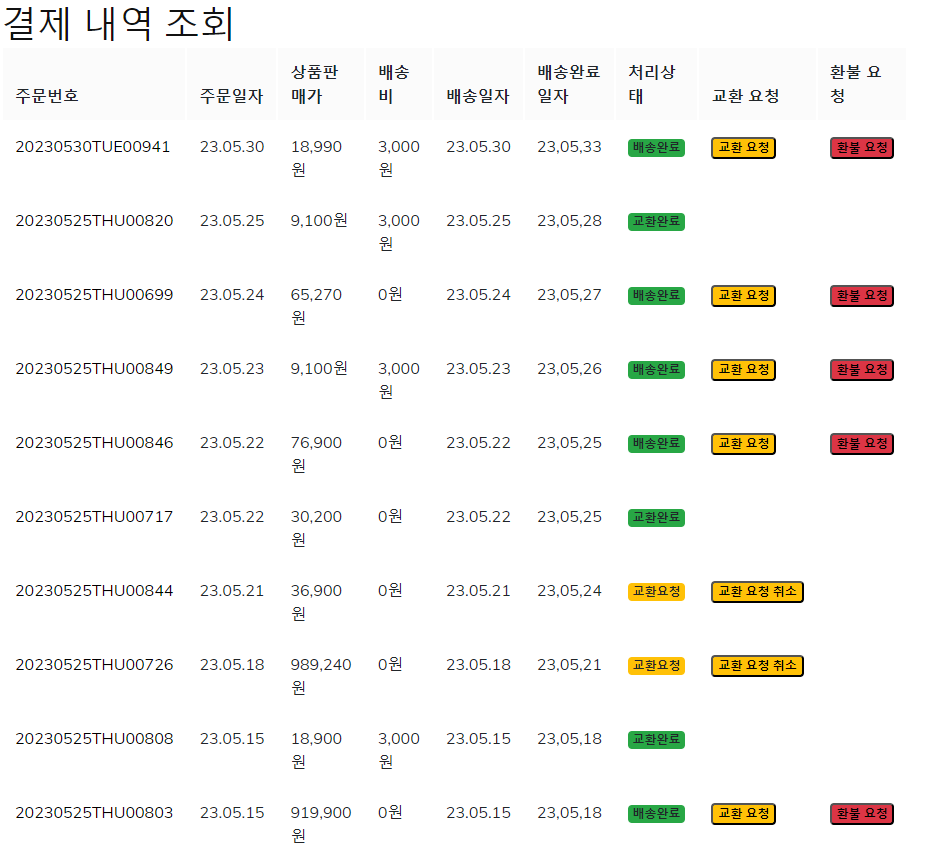 결제 내역 조회
주문번호 주문일자 상품판매가 배송비 배송일자 배송완료일자 처리상태 교환 요청 환불 요청
20230530TUE00941 23.05.30 18,990원 3,000원 23.05.30 23,05,33 배송완료 교환 요청 환불 요청
20230525THU00820 23.05.25 9,100원 3,000원 23.05.25 23,05,28 교환완료
20230525THU00699 23.05.24 65,270원 0원 23.05.24 23,05,27 배송완료 교환 요청 환불 요청
20230525THU00849 23.05.23 9,100원 3,000원 23.05.23 23,05,26 배송완료 교환 요청 환불 요청
20230525THU00846 23.05.22 76,900원 0원 23.05.22 23,05,25 배송완료 교환 요청 환불 요청
20230525THU00717 23.05.22 30,200원 0원 23.05.22 23,05,25 교환완료
20230525THU00844 23.05.21 36,900원 0원 23.05.21 23,05,24 교환요청 교환 요청 취소
20230525THU00726 23.05.18 989,240원 0원 23.05.18 23,05,21 교환요청 교환 요청 취소
20230525THU00808 23.05.15 18,900원 3,000원 23.05.15 23,05,18 교환완료
20230525THU00803 23.05.15 919,900원 0원 23.05.15 23,05,18 배송완료 교환 요청 환불 요청